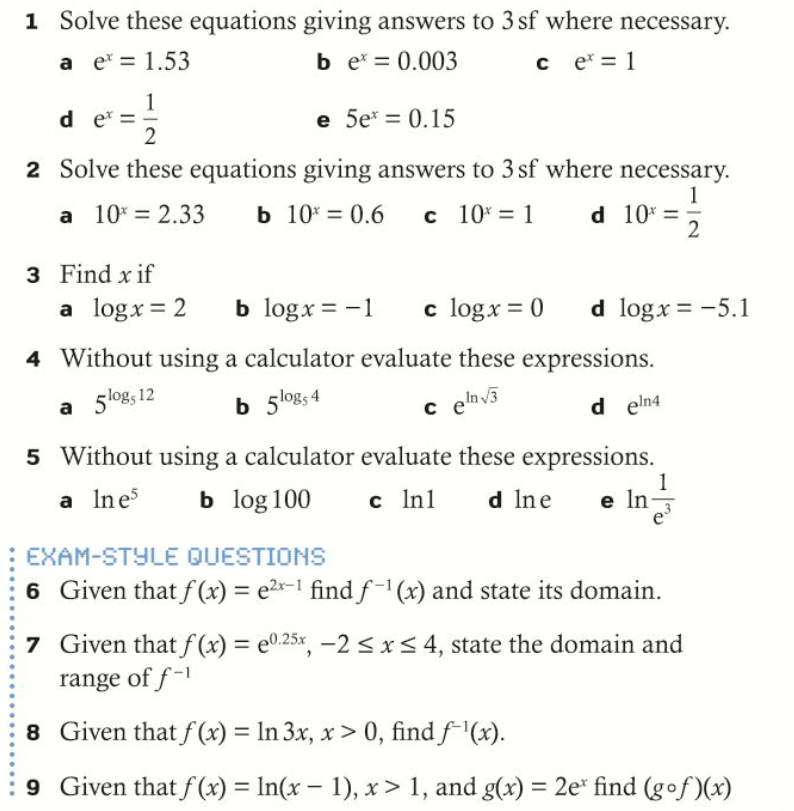 1 Solve these equations giving answers to 3 sf where necessary.
a eˣ = 1.53 b eˣ = 0.003 c eˣ = 1
d eˣ = 1/2 e 5eˣ = 0.15
2 Solve these equations giving answers to 3 sf where necessary.
a 10ˣ = 2.33 b 10ˣ = 0.6 c 10ˣ = 1 d 10ˣ = 1/2
3 Find x if
a log x = 2 b log x = −1 c log x = 0 d log x = −5.1
4 Without using a calculator evaluate these expressions.
a 5^(log₅ 12) b 5^(log₅ 4) c e^(ln √3) d e^(ln 4)
5 Without using a calculator evaluate these expressions.
a ln e⁵ b log 100 c ln 1 d ln e e ln 1/e³
EXAM-STYLE QUESTIONS
6 Given that f(x) = e²ˣ⁻¹ find f⁻¹(x) and state its domain.
7 Given that f(x) = e^(0.25x), −2 ≤ x ≤ 4, state the domain and
range of f⁻¹
8 Given that f(x) = ln 3x, x > 0, find f⁻¹(x).
9 Given that f(x) = ln(x − 1), x > 1, and g(x) = 2eˣ find (g∘f)(x)